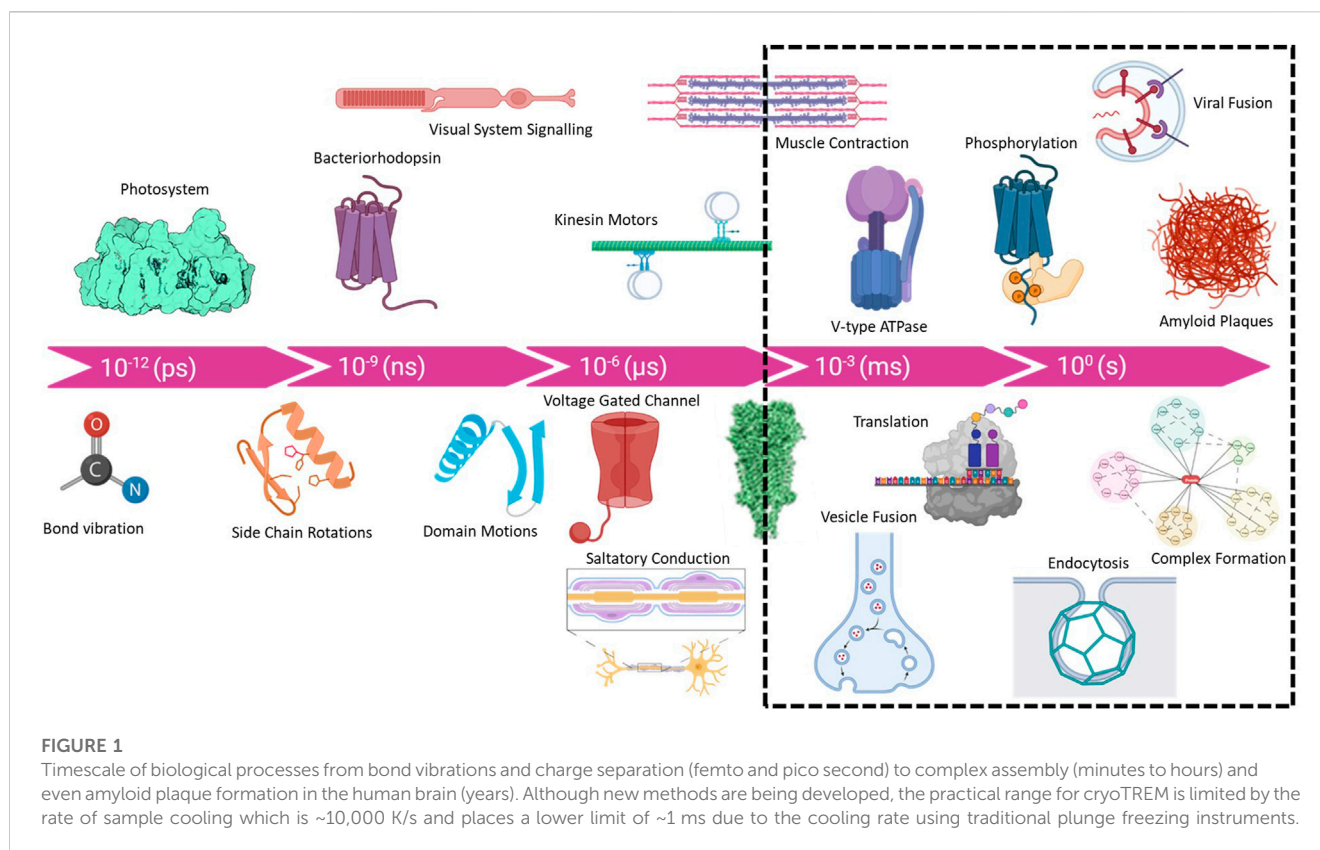 Visual System Signalling
Viral Fusion
Muscle Contraction
Phosphorylation
Bacteriorhodopsin
Photosystem
Kinesin Motors
V-type ATPase
Amyloid Plaques
10-12 (ps)
10-9 (ns)
10-6 (µs)
10-3 (ms)
100 (s)
Voltage Gated Channel
O
C
N
Translation
Bond vibration
Side Chain Rotations
Domain Motions
Vesicle Fusion
Saltatory Conduction
Endocytosis
Complex Formation
FIGURE 1
Timescale of biological processes from bond vibrations and charge separation (femto and pico second) to complex assembly (minutes to hours) and
even amyloid plaque formation in the human brain (years). Although new methods are being developed, the practical range for cryoTREM is limited by the
rate of sample cooling which is ~10,000 K/s and places a lower limit of ~1 ms due to the cooling rate using traditional plunge freezing instruments.